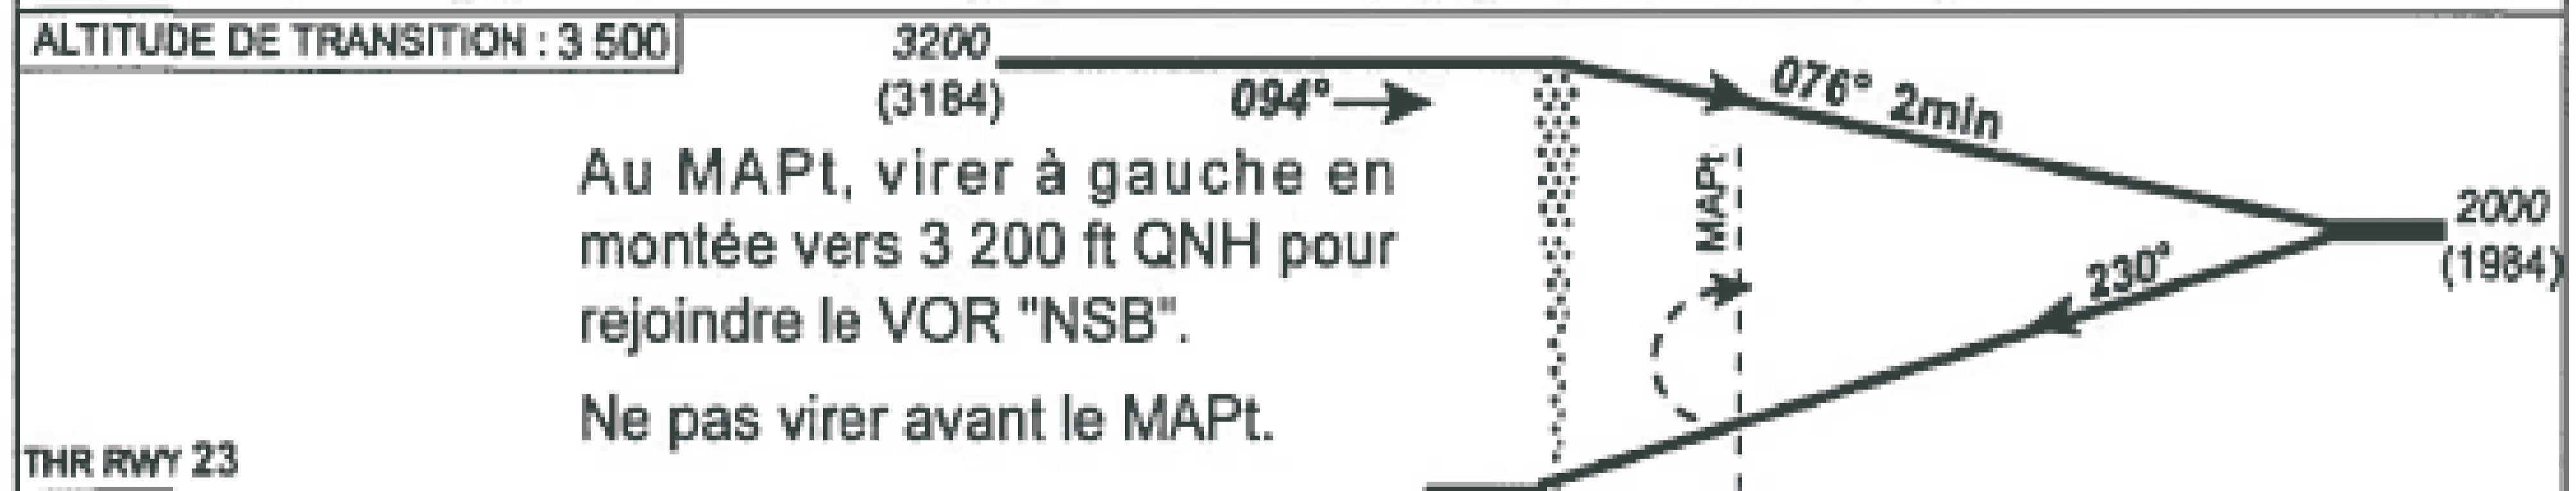 ALTITUDE DE TRANSITION : 3 500
3200
(3184)
094°
076° 2min
Au MAPt, virer à gauche en
montée vers 3 200 ft QNH pour
rejoindre le VOR "NSB".
Ne pas virer avant le MAPt.
MAPt
2000
(1984)
230°
THR RWY 23